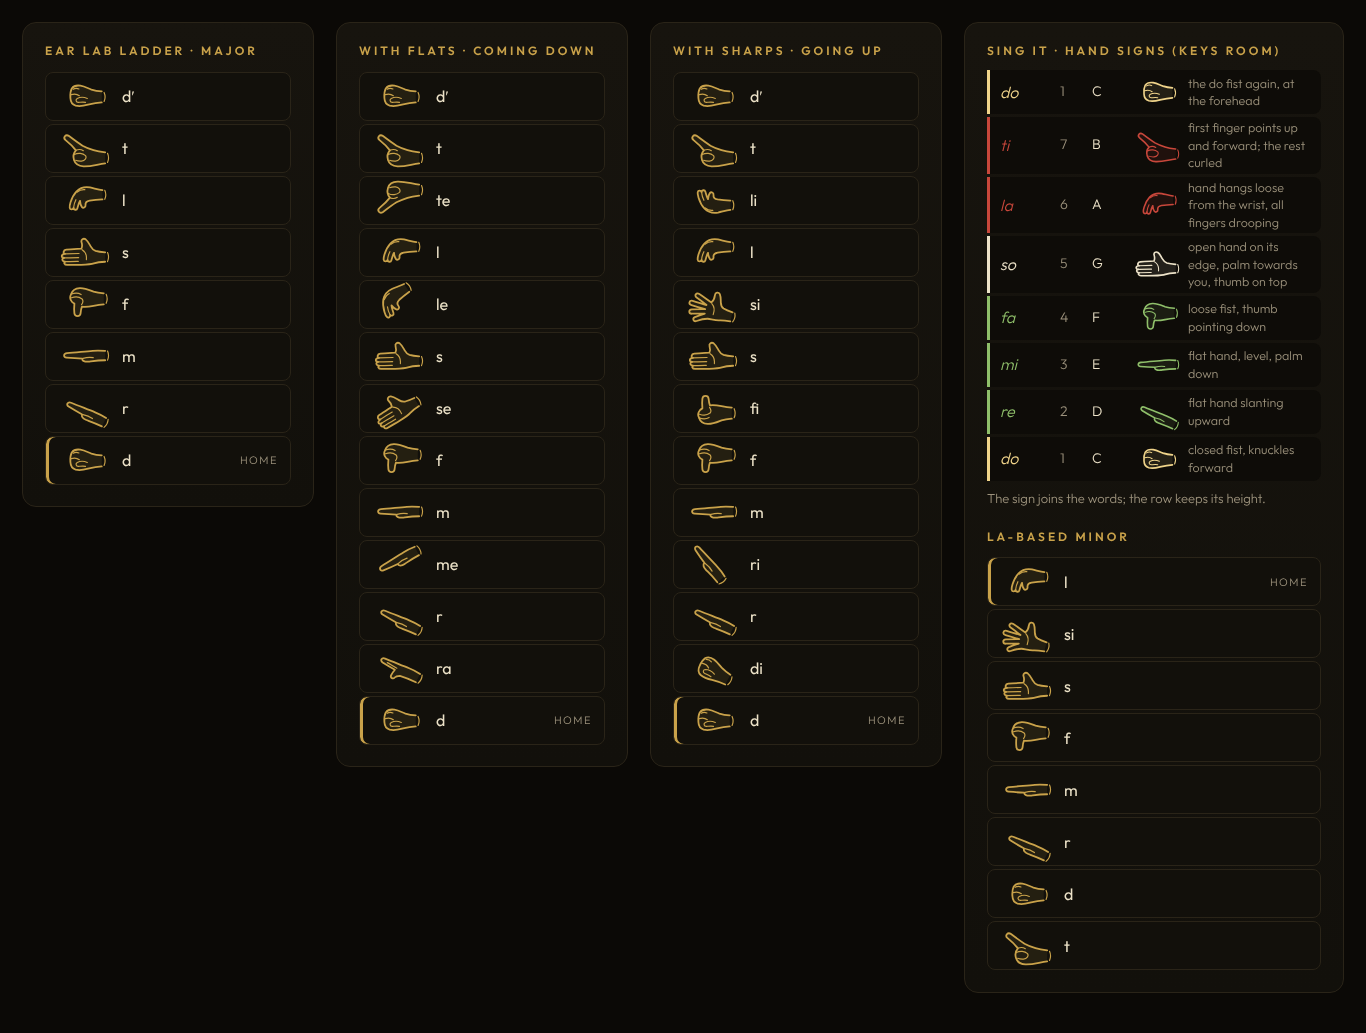 EAR LAB LADDER · MAJOR
d'
t
l
s
f
m
r
d HOME
WITH FLATS · COMING DOWN
d'
t
te
l
le
s
se
f
m
me
r
ra
d HOME
WITH SHARPS · GOING UP
d'
t
li
l
si
s
fi
f
m
ri
r
di
d HOME
SING IT · HAND SIGNS (KEYS ROOM)
do 1 C the do fist again, at
the forehead
ti 7 B first finger points up
and forward; the rest
curled
la 6 A hand hangs loose
from the wrist, all
fingers drooping
so 5 G open hand on its
edge, palm towards
you, thumb on top
fa 4 F loose fist, thumb
pointing down
mi 3 E flat hand, level, palm
down
re 2 D flat hand slanting
upward
do 1 C closed fist, knuckles
forward
The sign joins the words; the row keeps its height.
LA-BASED MINOR
l HOME
si
s
f
m
r
d
t